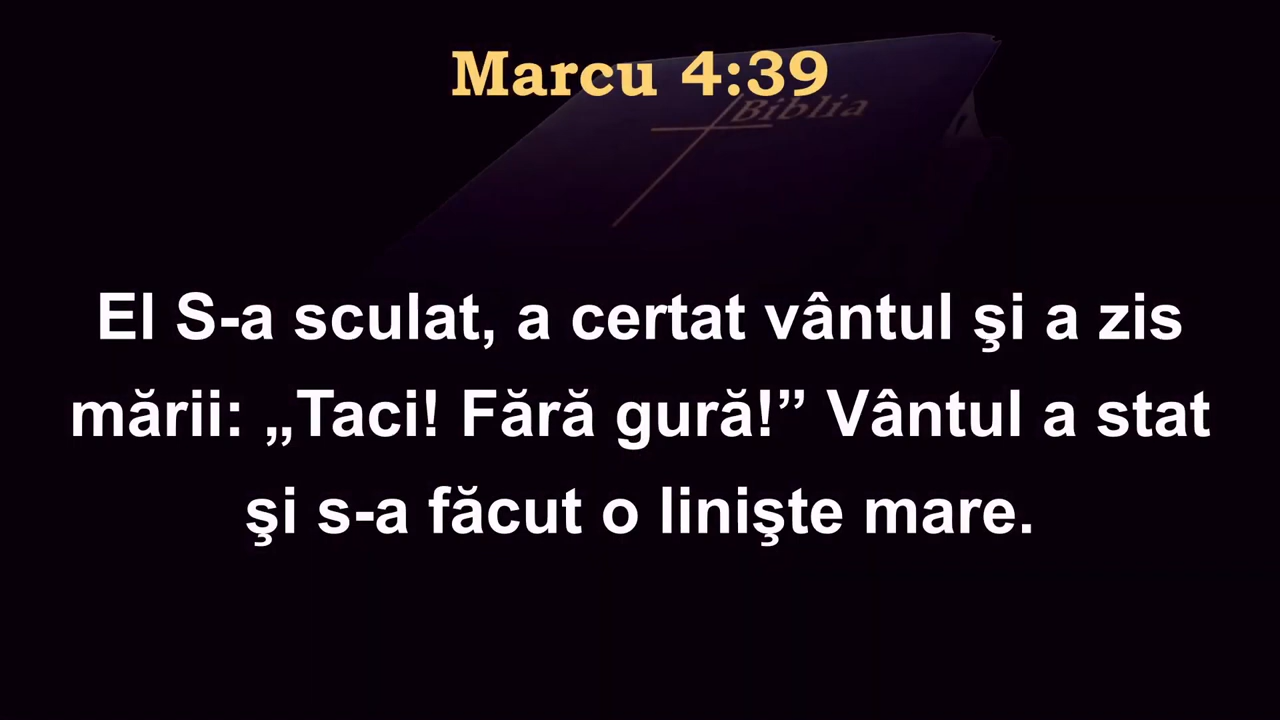 Marcu 4:39
Biblia
El S-a sculat, a certat vântul şi a zis
mării: „Taci! Fără gură!” Vântul a stat
şi s-a făcut o linişte mare.